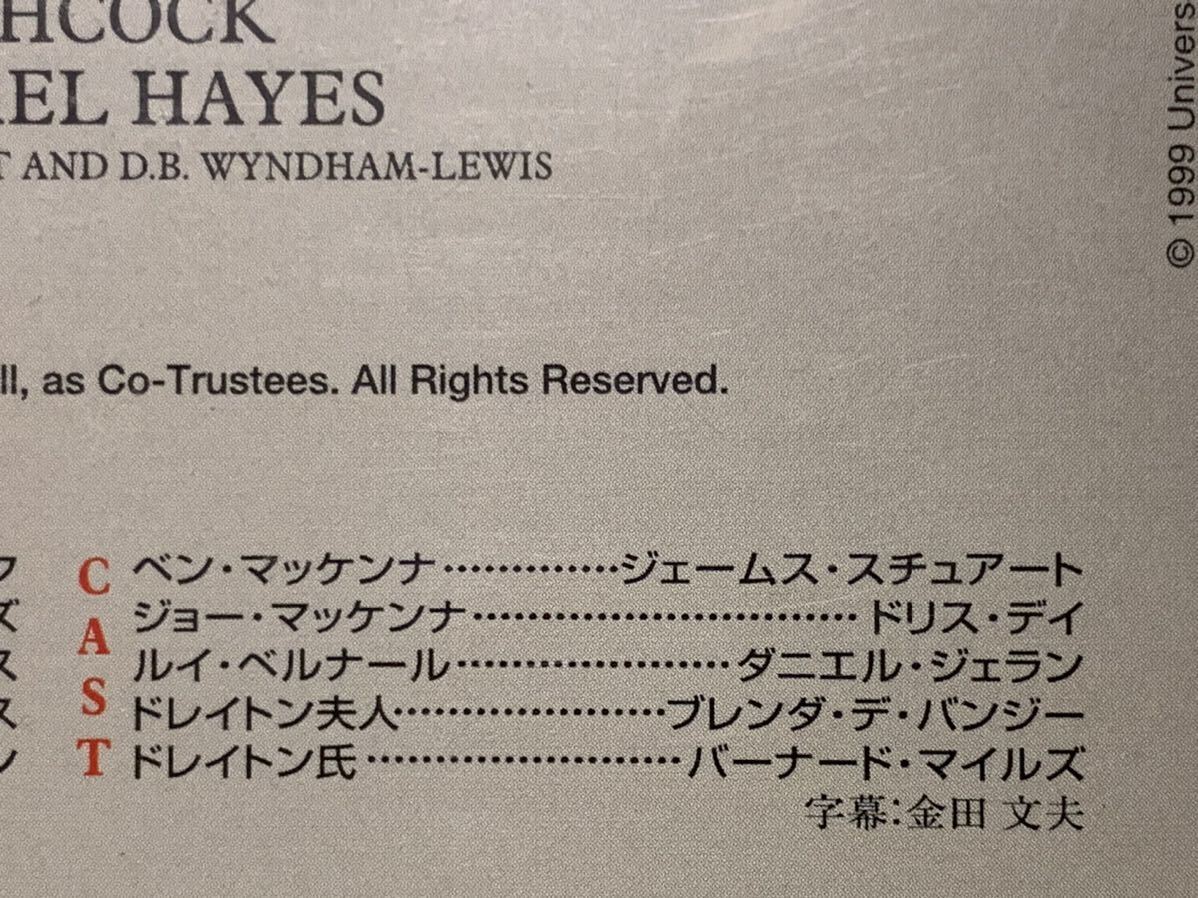 HCOCK
EL HAYES
T AND D.B. WYNDHAM-LEWIS
© 1999 Univers
ll, as Co-Trustees. All Rights Reserved.
CAST
ベン・マッケンナ…………ジェームス・スチュアート
ジョー・マッケンナ…………………………ドリス・デイ
ルイ・ベルナール…………………ダニエル・ジェラン
ドレイトン夫人…………………ブレンダ・デ・バンジー
ドレイトン氏……………………バーナード・マイルズ
字幕:金田 文夫